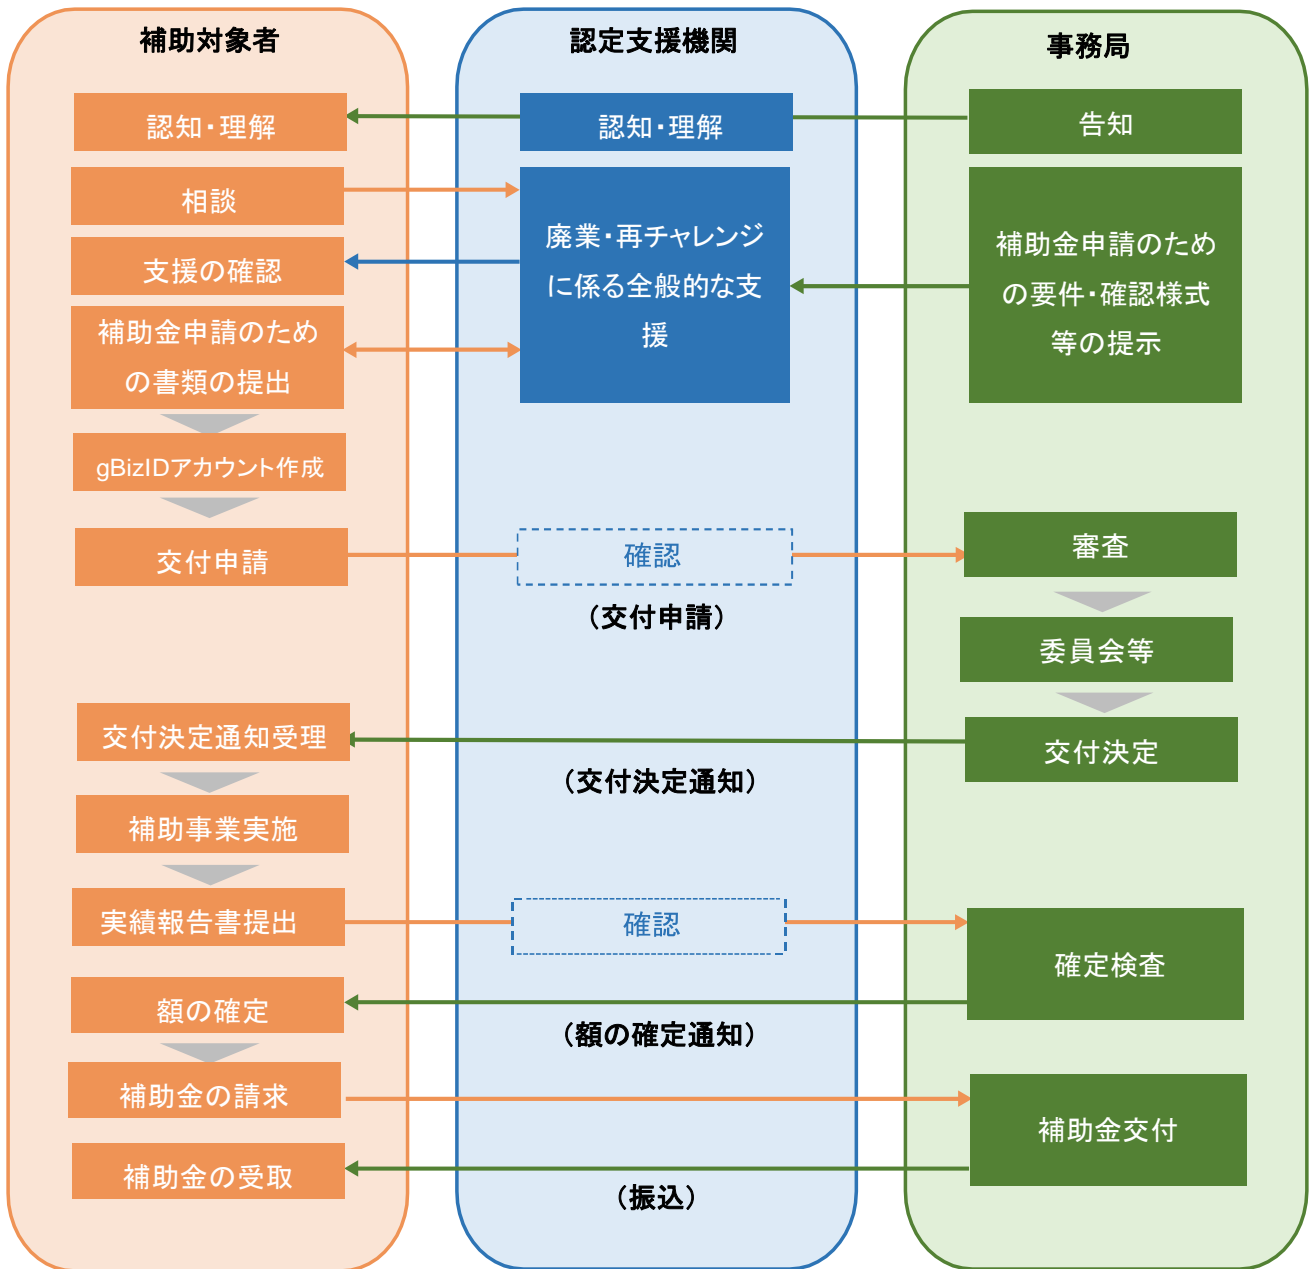 補助対象者
認定支援機関
事務局
認知・理解
認知・理解
告知
相談
支援の確認
補助金申請のため
の書類の提出
廃業・再チャレンジ
に係る全般的な支
援
補助金申請のため
の要件・確認様式
等の提示
gBizIDアカウント作成
交付申請
確認
（交付申請）
審査
委員会等
交付決定通知受理
（交付決定通知）
交付決定
補助事業実施
実績報告書提出
確認
確定検査
額の確定
（額の確定通知）
補助金の請求
補助金交付
補助金の受取
（振込）